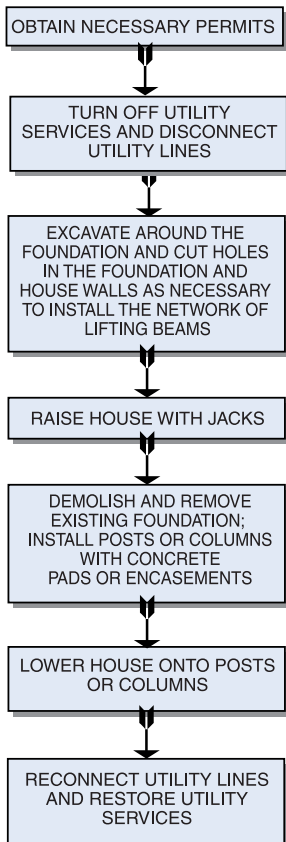 OBTAIN NECESSARY PERMITS
TURN OFF UTILITY
SERVICES AND DISCONNECT
UTILITY LINES
EXCAVATE AROUND THE
FOUNDATION AND CUT HOLES
IN THE FOUNDATION AND
HOUSE WALLS AS NECESSARY
TO INSTALL THE NETWORK OF
LIFTING BEAMS
RAISE HOUSE WITH JACKS
DEMOLISH AND REMOVE
EXISTING FOUNDATION;
INSTALL POSTS OR COLUMNS
WITH CONCRETE
PADS OR ENCASEMENTS
LOWER HOUSE ONTO POSTS
OR COLUMNS
RECONNECT UTILITY LINES
AND RESTORE UTILITY
SERVICES